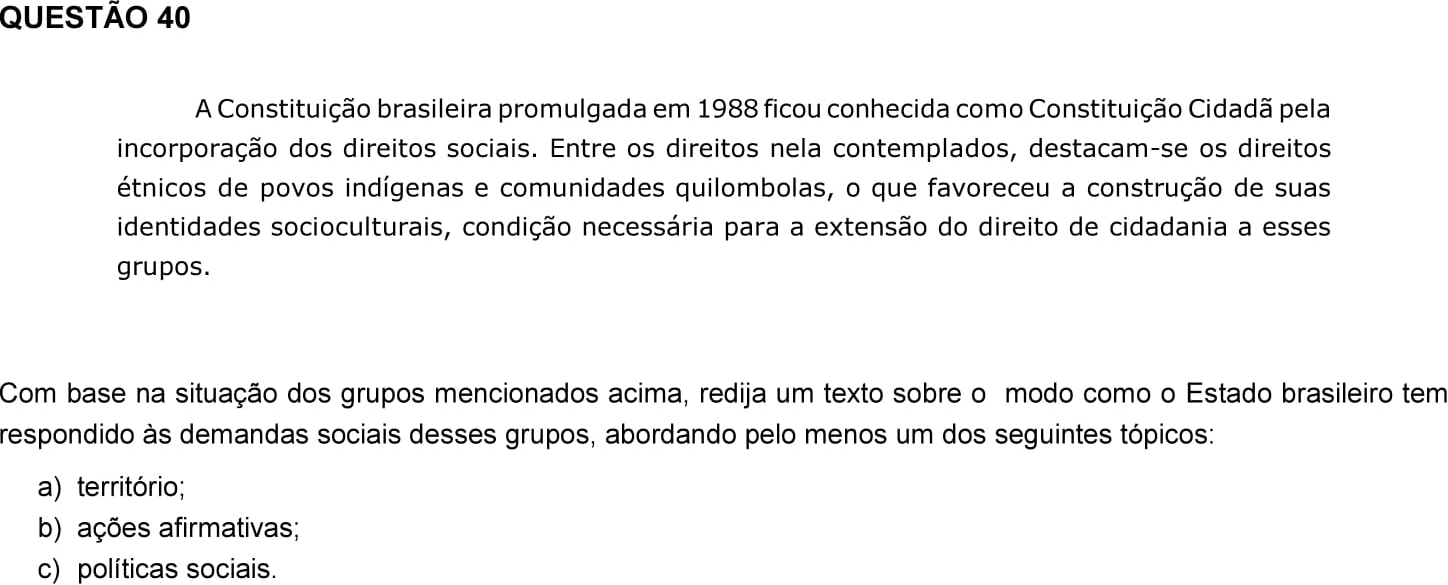 QUESTÃO 40
A Constituição brasileira promulgada em 1988 ficou conhecida como Constituição Cidadã pela
incorporação dos direitos sociais. Entre os direitos nela contemplados, destacam-se os direitos
étnicos de povos indígenas e comunidades quilombolas, o que favoreceu a construção de suas
identidades socioculturais, condição necessária para a extensão do direito de cidadania a esses
grupos.
Com base na situação dos grupos mencionados acima, redija um texto sobre o modo como o Estado brasileiro tem
respondido às demandas sociais desses grupos, abordando pelo menos um dos seguintes tópicos:
a) território;
b) ações afirmativas;
c) políticas sociais.